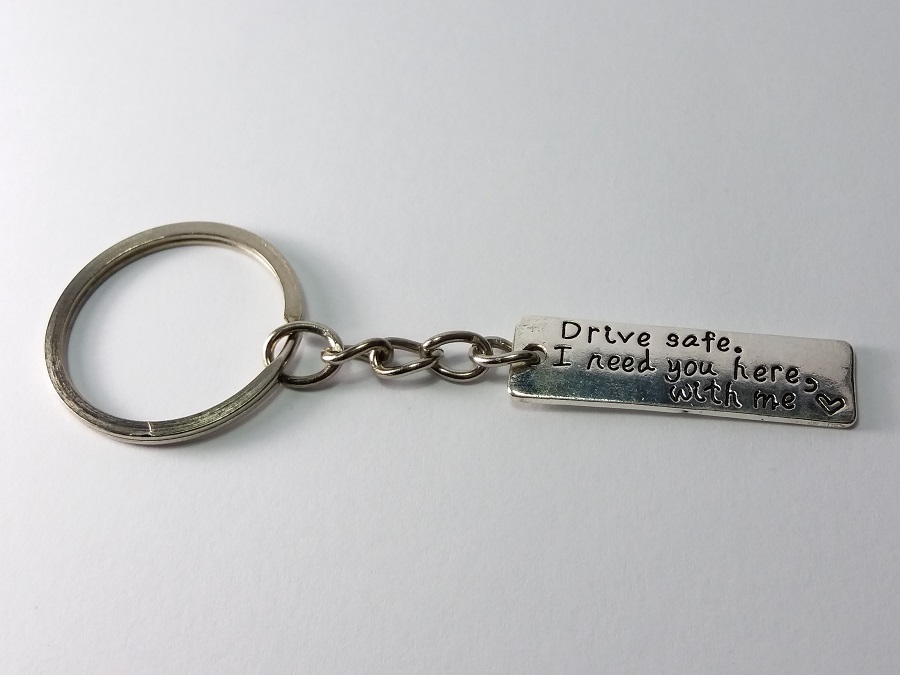 Drive safe.
I need you here,
with me